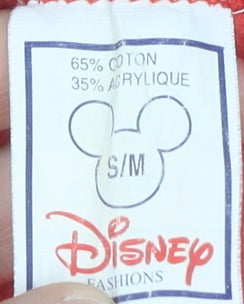 65% COTON
35% ACRYLIQUE
S/M
Disney
FASHIONS